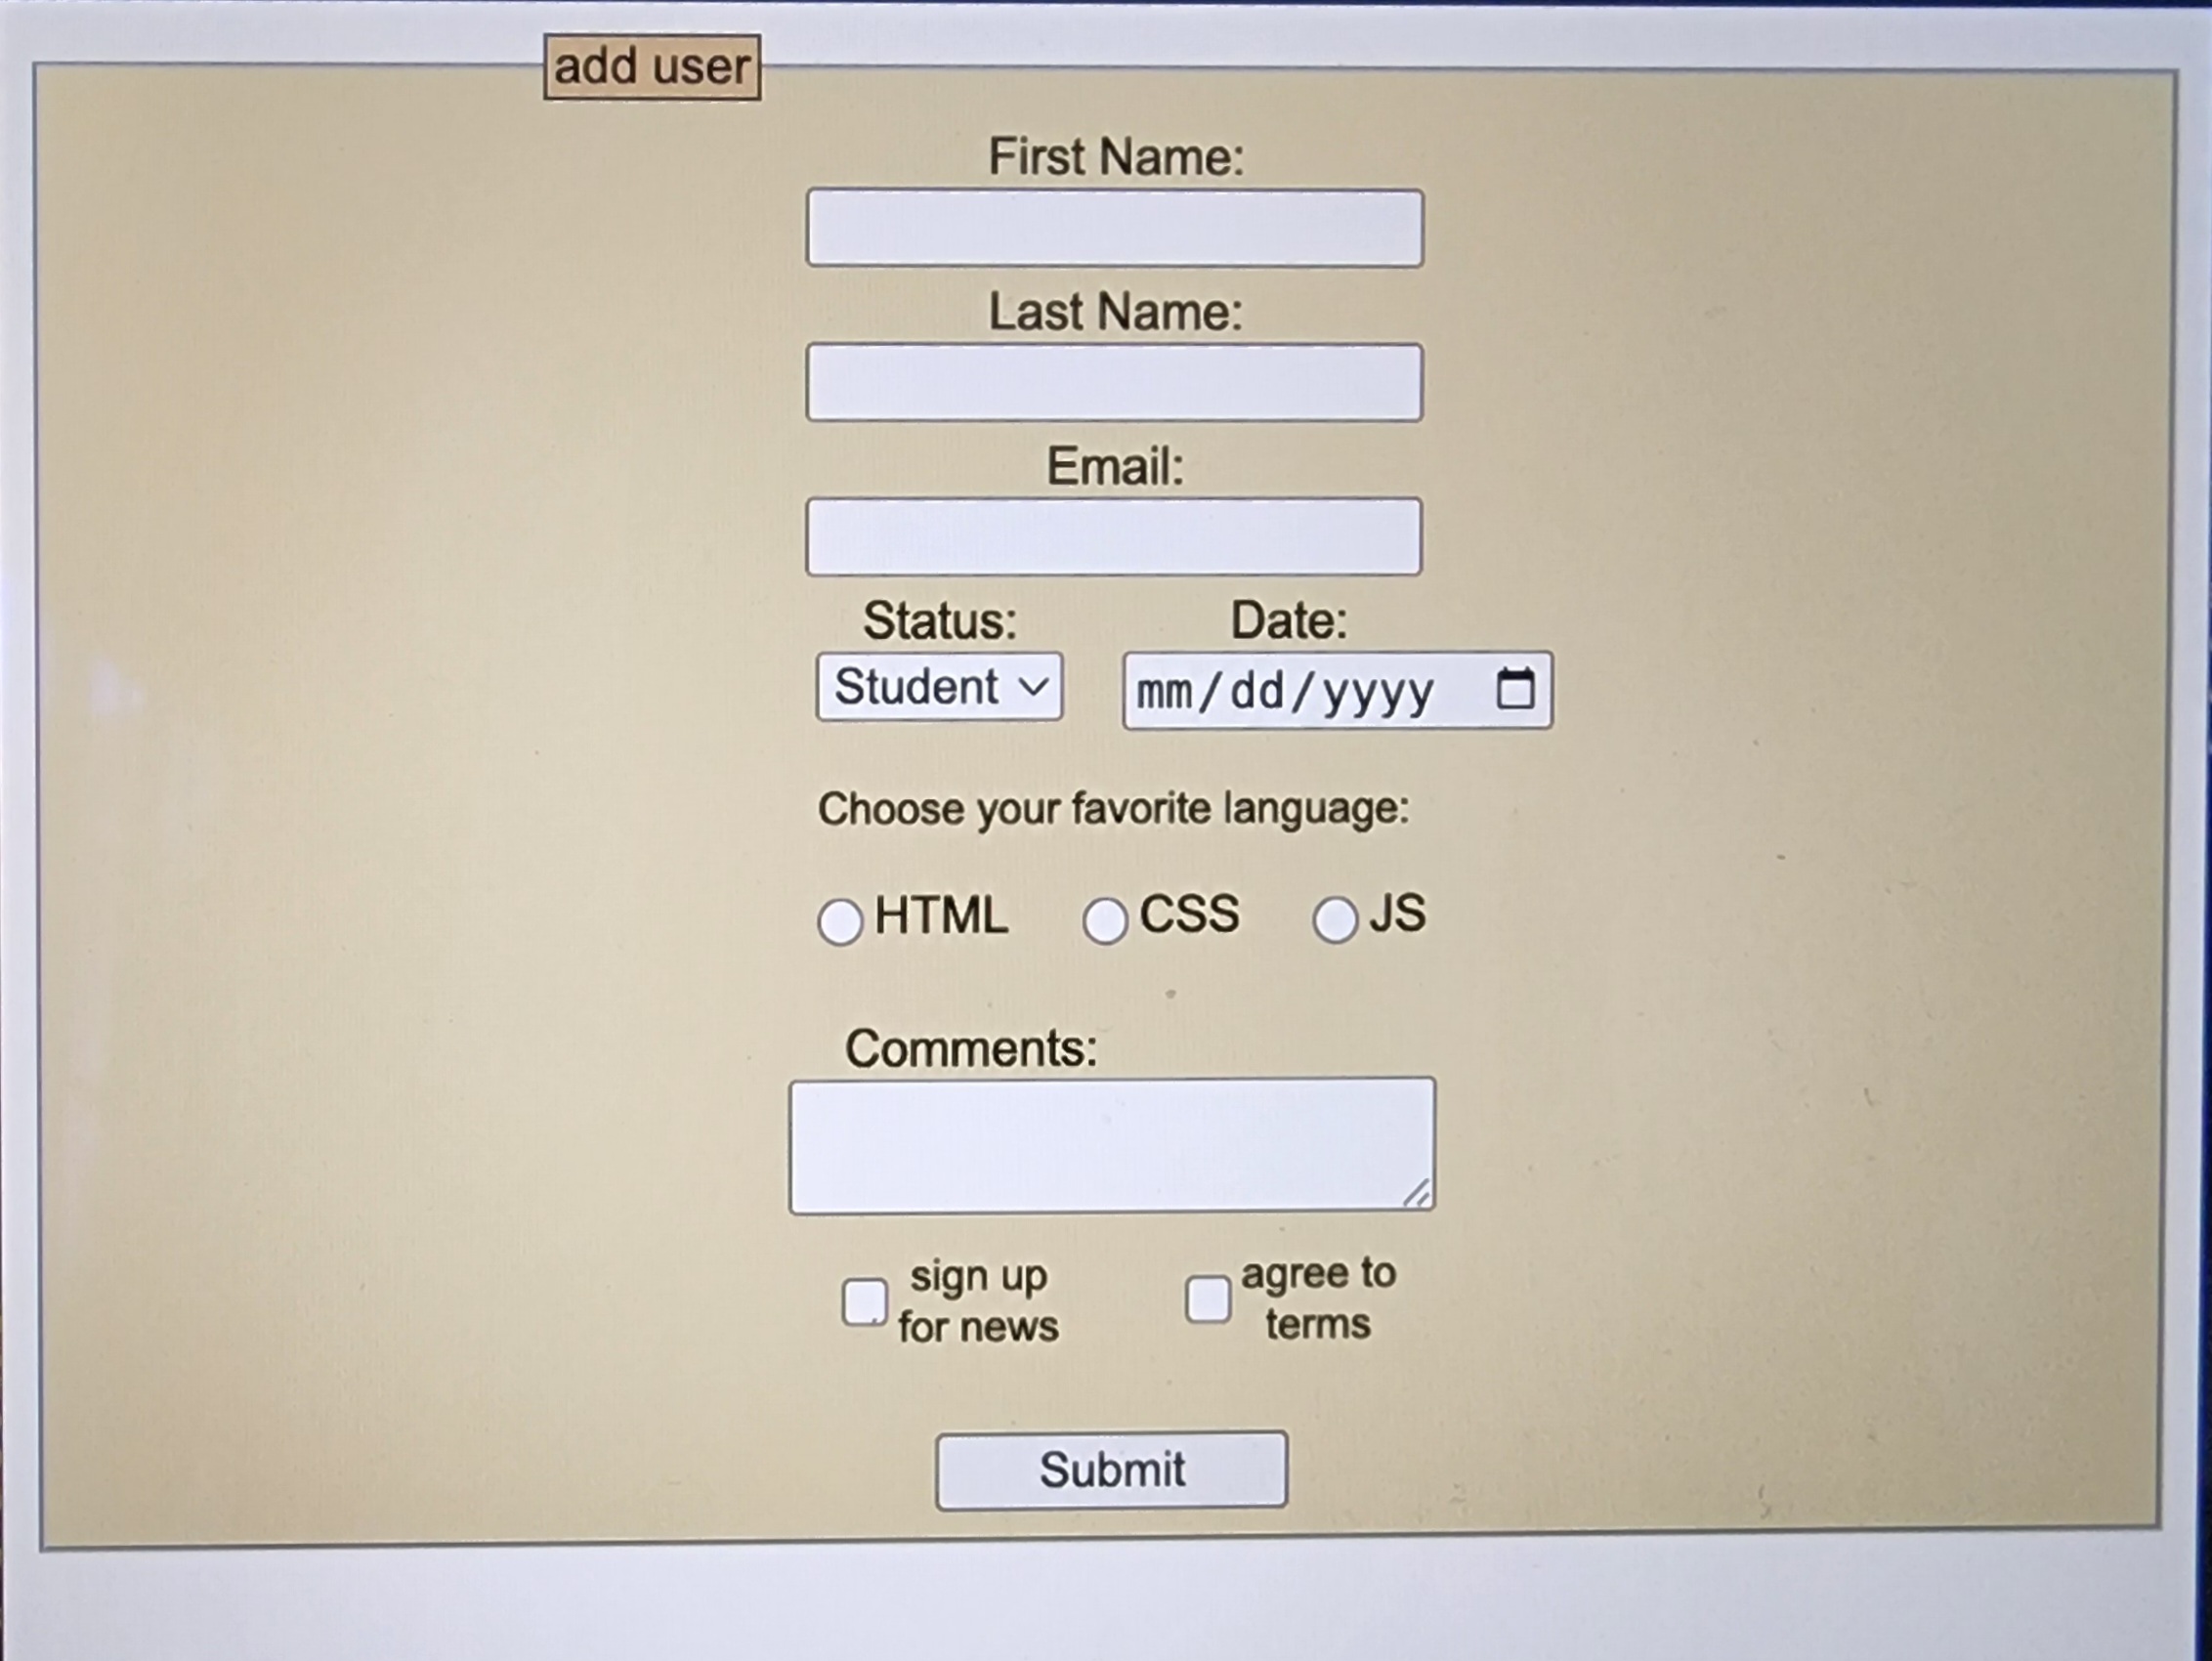 add user
First Name:
Last Name:
Email:
Status: Date:
Student mm/dd/yyyy
Choose your favorite language:
HTML CSS JS
Comments:
sign up agree to
for news terms
Submit